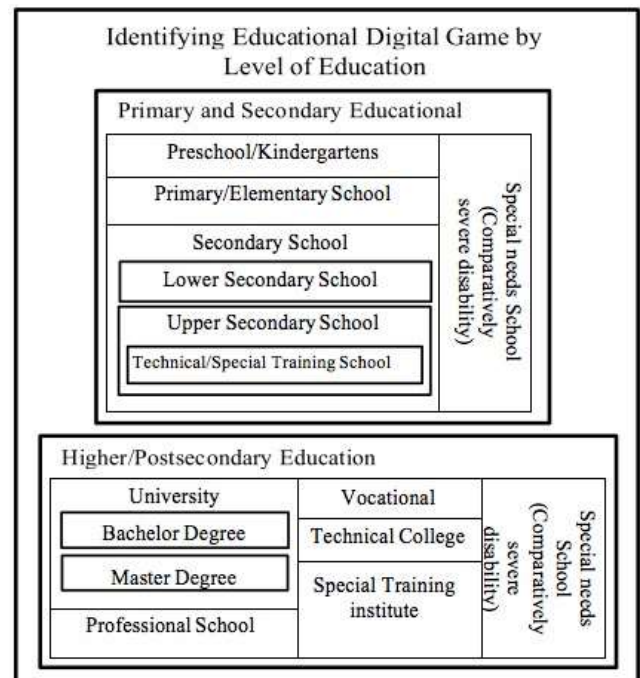 Identifying Educational Digital Game by
Level of Education
Primary and Secondary Educational
Preschool/Kindergartens
Primary/Elementary School
Secondary School
Lower Secondary School
Upper Secondary School
Technical/Special Training School
Special needs School
(Comparatively
severe disability)
Higher/Postsecondary Education
University
Bachelor Degree
Master Degree
Professional School
Vocational
Technical College
Special Training
institute
Special needs
School
(Comparatively
severe
disability)